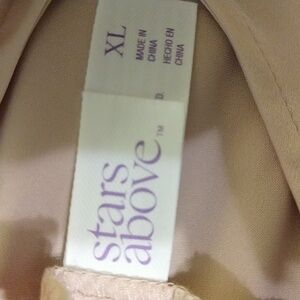 XL
MADE IN
CHINA
HECHO EN
CHINA
D.
stars
above™